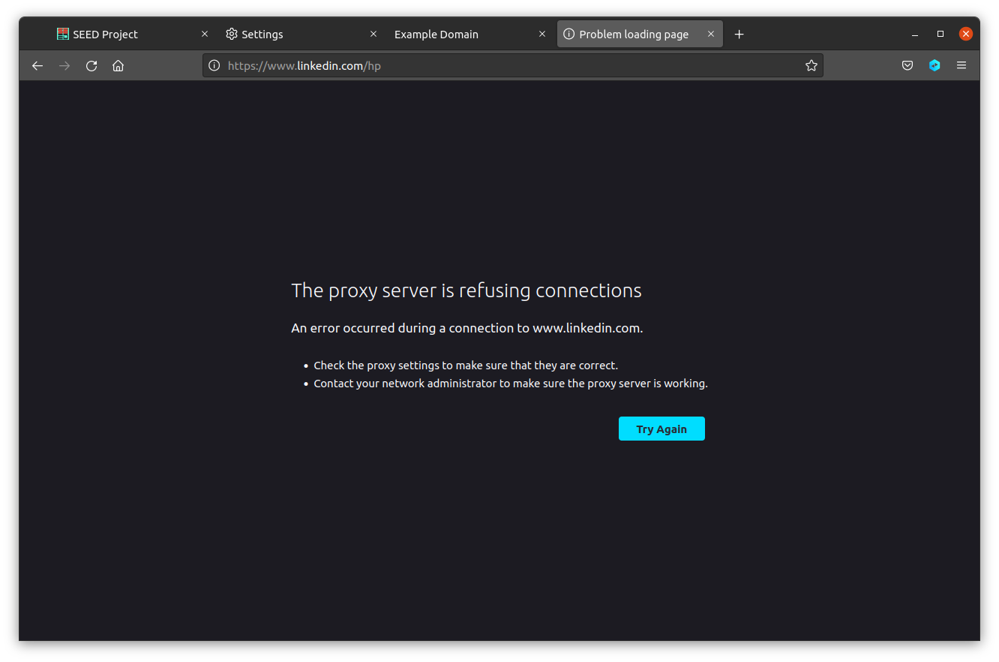 SEED Project
Settings
Example Domain
Problem loading page
https://www.linkedin.com/hp
The proxy server is refusing connections
An error occurred during a connection to www.linkedin.com.
• Check the proxy settings to make sure that they are correct.
• Contact your network administrator to make sure the proxy server is working.
Try Again